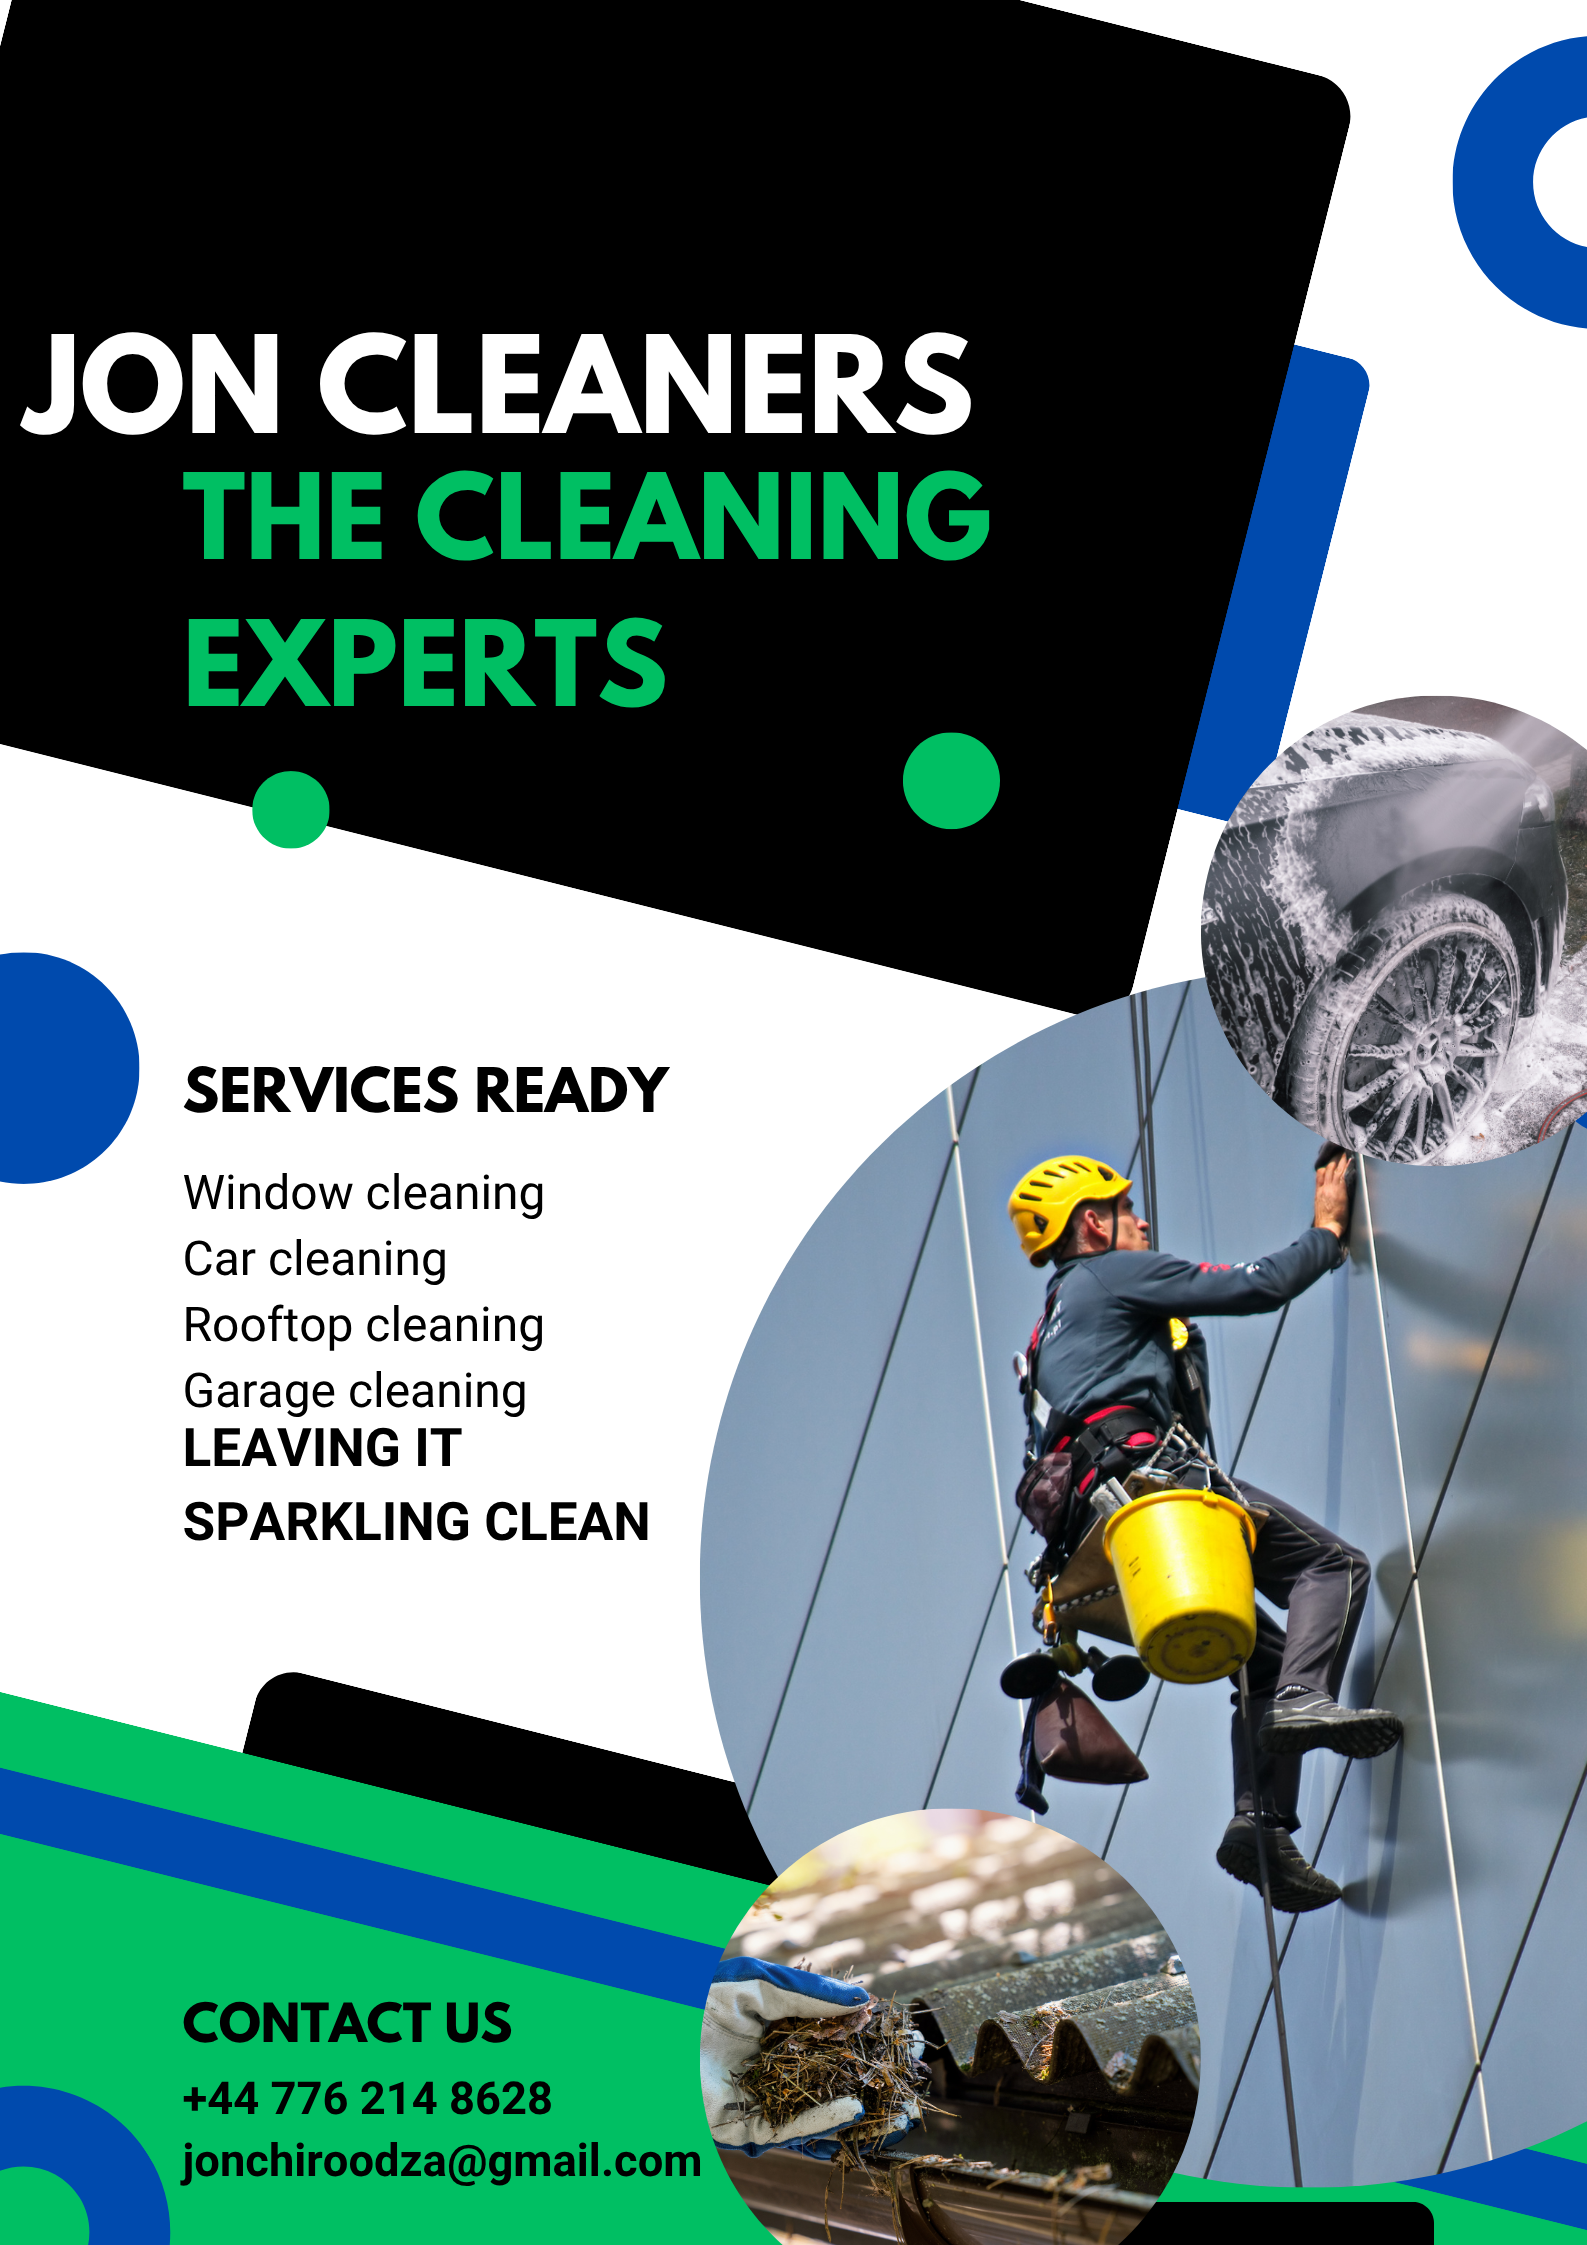 JON CLEANERS
THE CLEANING
EXPERTS
SERVICES READY
Window cleaning
Car cleaning
Rooftop cleaning
Garage cleaning
LEAVING IT
SPARKLING CLEAN
CONTACT US
+44 776 214 8628
jonchiroodza@gmail.com